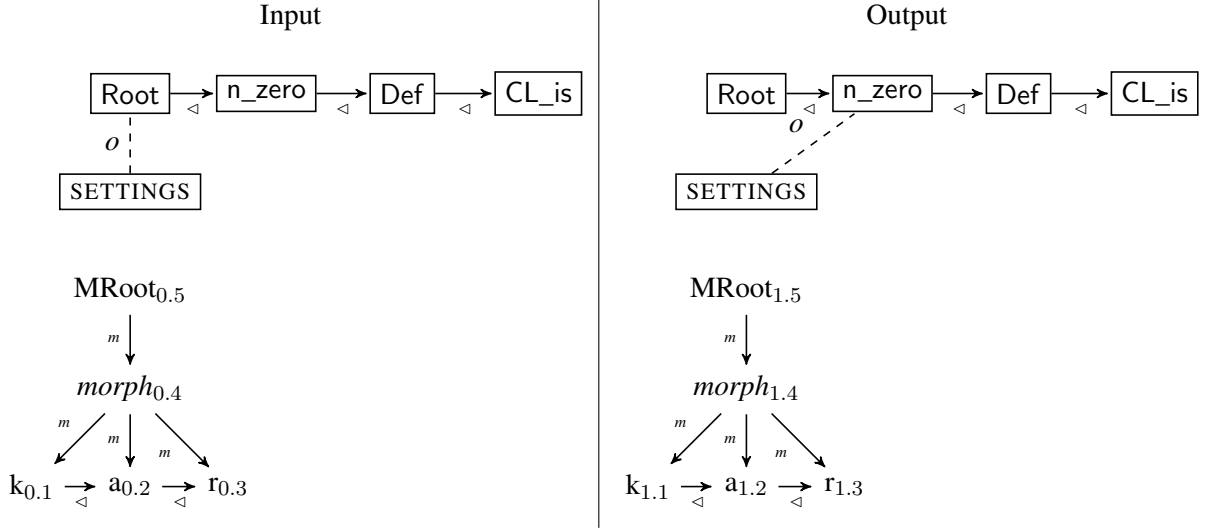 Input Output
Root n_zero Def CL_is Root n_zero Def CL_is
◁ ◁ ◁ ◁ ◁ ◁
o o
SETTINGS SETTINGS
MRoot0.5 MRoot1.5
m m
morph0.4 morph1.4
m m m m m m
k0.1 a0.2 r0.3 k1.1 a1.2 r1.3
◁ ◁ ◁ ◁